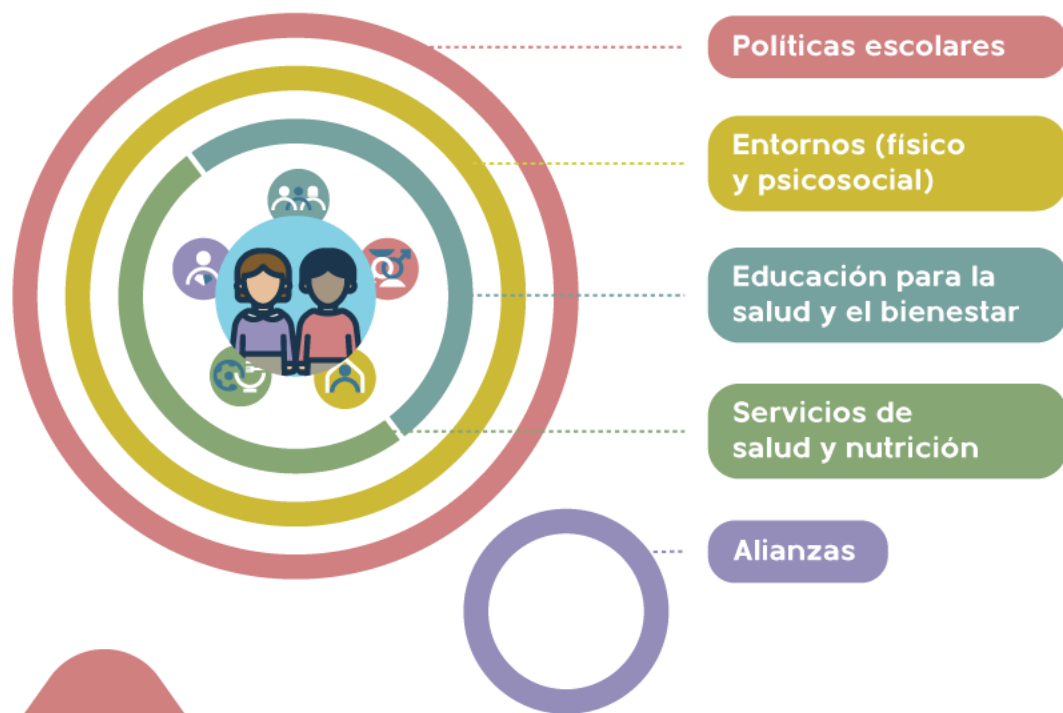 Políticas escolares
Entornos (físico
y psicosocial)
Educación para la
salud y el bienestar
Servicios de
salud y nutrición
Alianzas